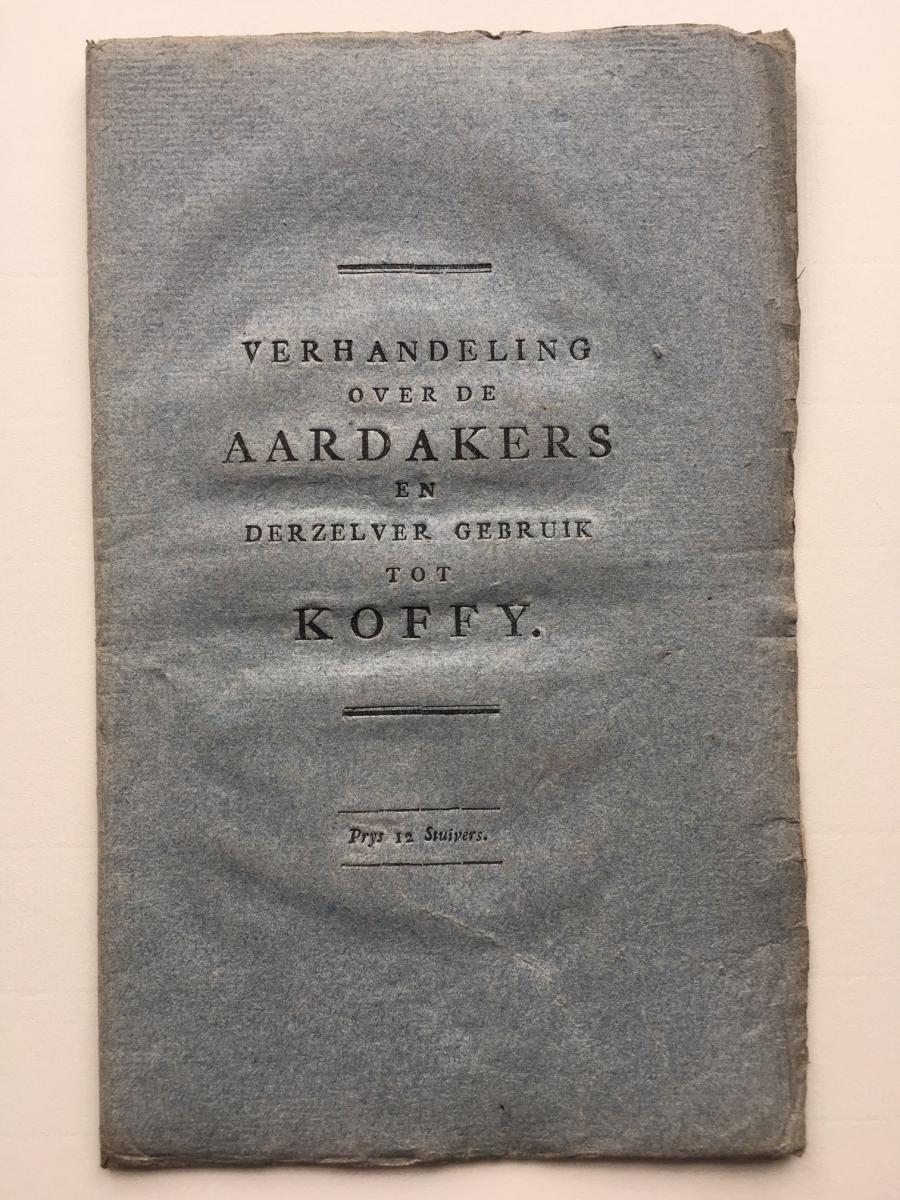 VERHANDELING
OVER DE
AARDAKERS
EN
DERZELVER GEBRUIK
TOT
KOFFY.
Prys 12 Stuivers.